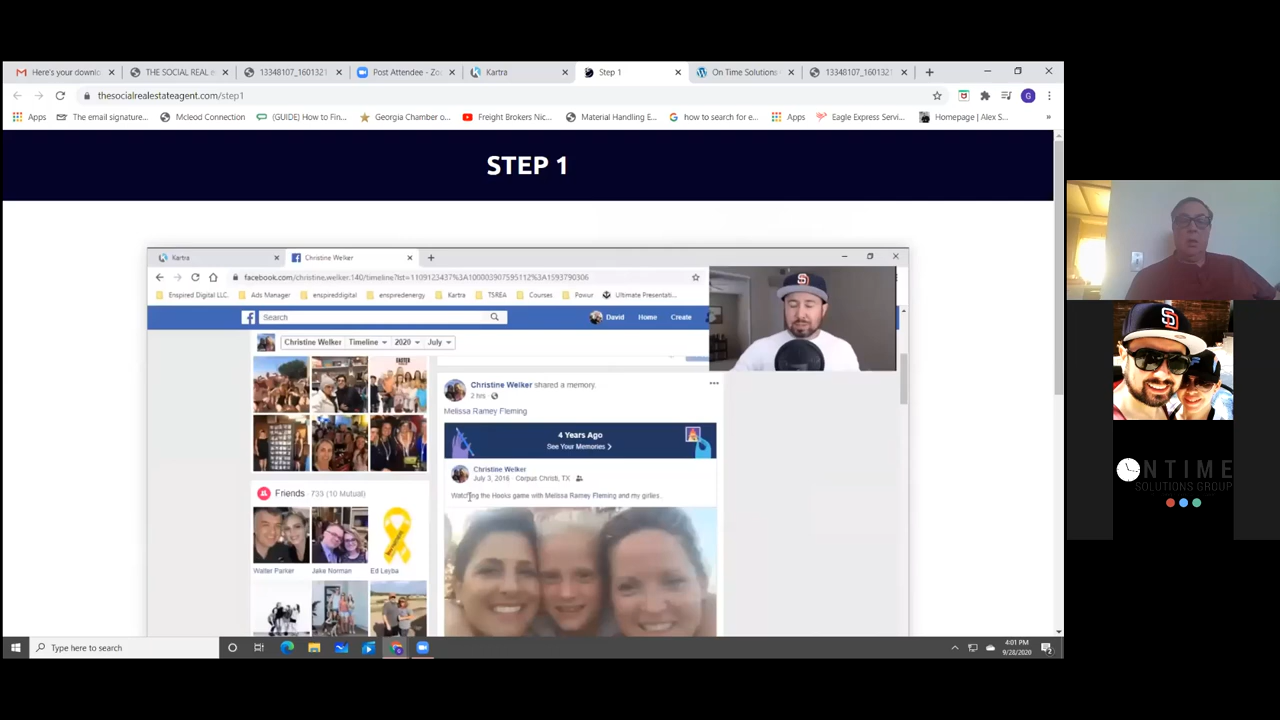 Here's your downlo
THE SOCIAL REAL e
13348107_1601321
Post Attendee - Zo
Kartra
Step 1
On Time Solutions
13348107_1601321
thesocialrealestateagent.com/step1
G
Apps
The email signature...
Mcleod Connection
(GUIDE) How to Fin...
Georgia Chamber o...
Freight Brokers Nic...
Material Handling E...
how to search for e...
Apps
Eagle Express Servi...
Homepage | Alex S...
STEP 1
Kartra
Christine Welker
facebook.com/christine.welker.140/timeline?lst=1109123437%3A100003907595112%3A1593790306
Enspired Digital LLC.
Ads Manager
enspireddigital
enspiredenergy
Kartra
TSREA
Courses
Powur
Ultimate Presentati...
Search
David
Home
Create
Christine Welker
Timeline
2020
July
Christine Welker shared a memory.
2 hrs ·
Melissa Ramey Fleming
4 Years Ago
See Your Memories
Christine Welker
July 3, 2016 · Corpus Christi, TX
Watching the Hooks game with Melissa Ramey Fleming and my girlies.
Friends · 733 (10 Mutual)
Walter Parker
Jake Norman
Ed Leyba
ONTIME
SOLUTIONS GROUP
Type here to search
4:01 PM
9/28/2020
2